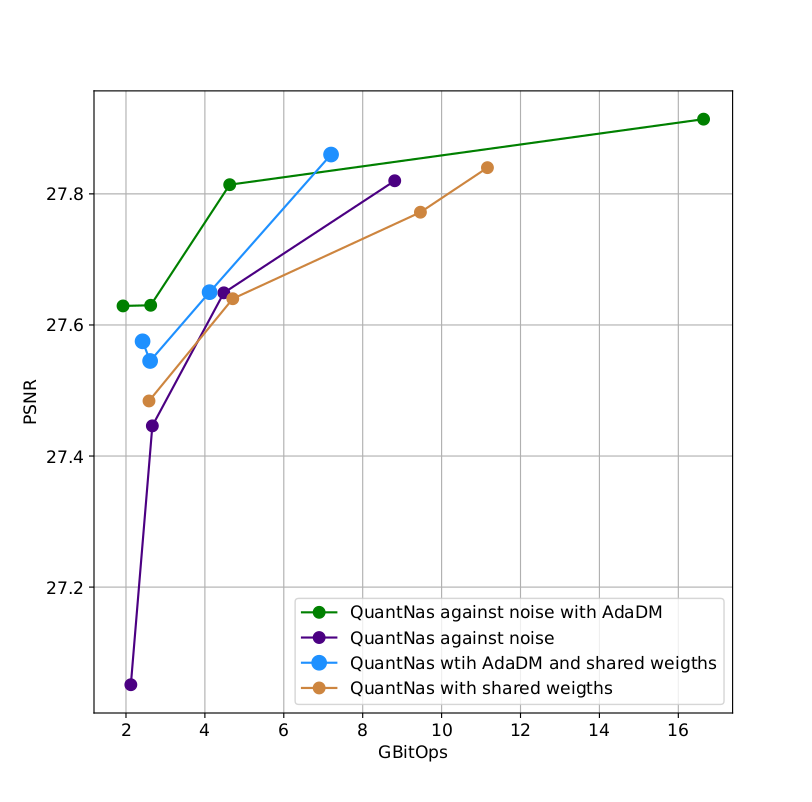 27.8
27.6
27.4
27.2
PSNR
QuantNas against noise with AdaDM
QuantNas against noise
QuantNas wtih AdaDM and shared weigths
QuantNas with shared weigths
2 4 6 8 10 12 14 16
GBitOps